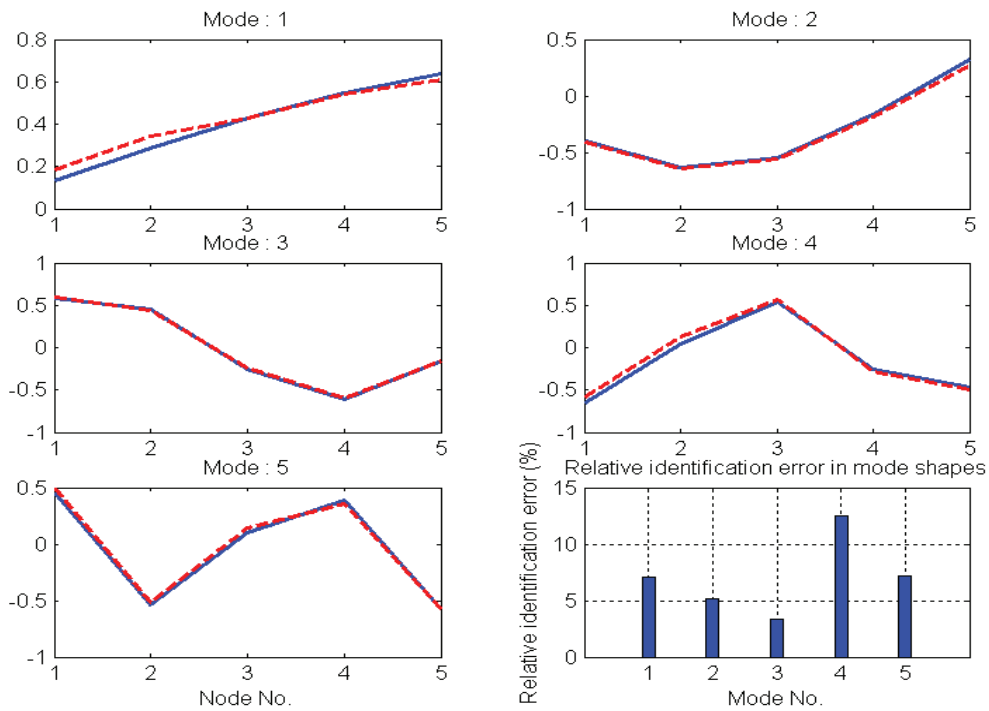 Mode : 1
0.8
0.6
0.4
0.2
0
1 2 3 4 5
Mode : 2
0.5
0
-0.5
-1
1 2 3 4 5
Mode : 3
1
0.5
0
-0.5
-1
1 2 3 4 5
Mode : 4
1
0.5
0
-0.5
-1
1 2 3 4 5
Mode : 5
0.5
0
-0.5
-1
1 2 3 4 5
Node No.
Relative identification error in mode shapes
Relative identification error (%)
15
10
5
0
1 2 3 4 5
Mode No.